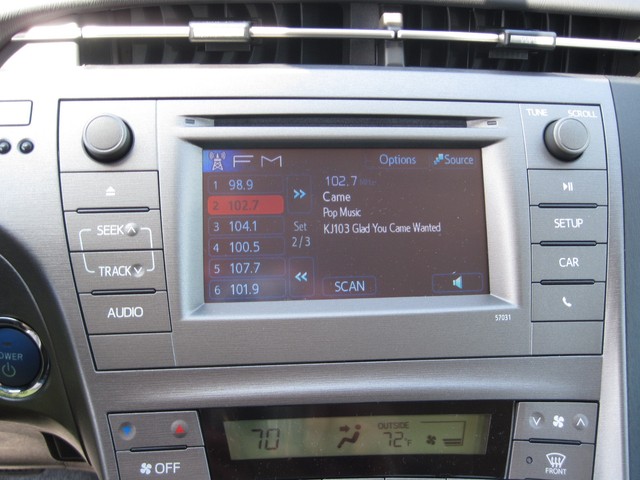 TUNE SCROLL
FM Options Source
1 98.9
2 102.7
3 104.1
4 100.5
5 107.7
6 101.9
Set
2/3
102.7
Came
Pop Music
KJ103 Glad You Came Wanted
SCAN
SEEK
TRACK
AUDIO
SETUP
CAR
57031
POWER
70
OUTSIDE
72°F
OFF
FRONT